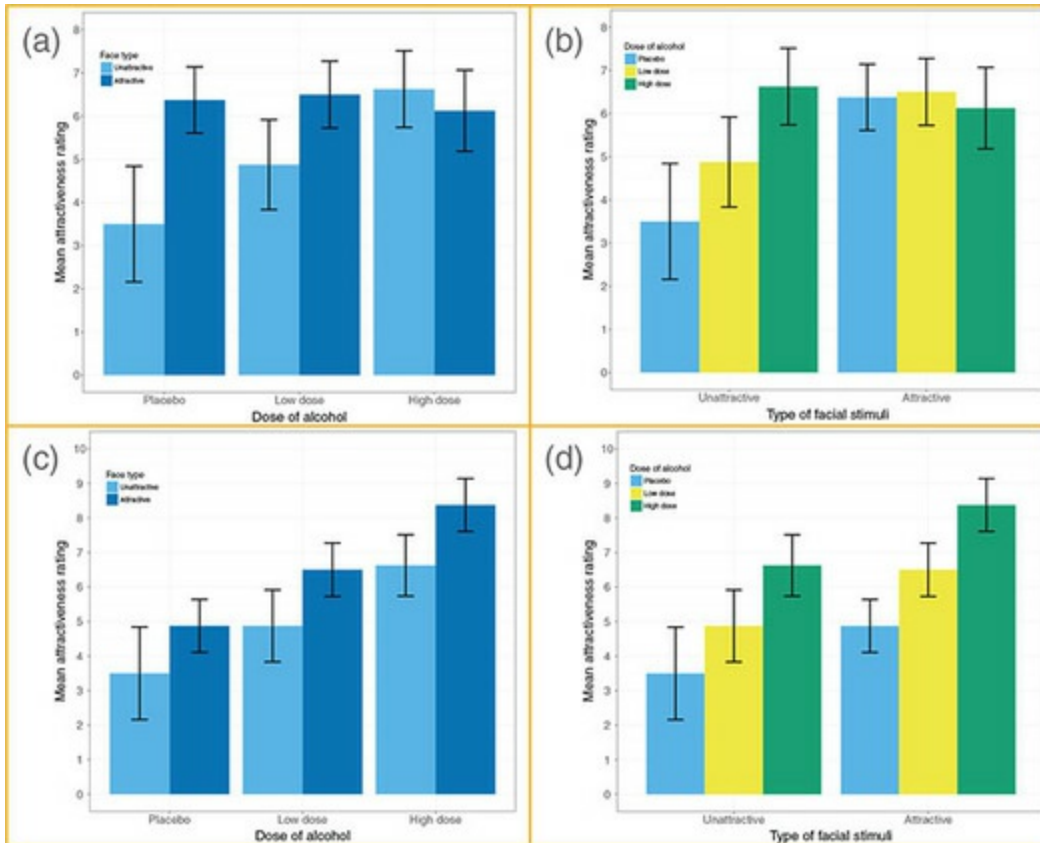 (a)
Mean attractiveness rating
8
7
6
5
4
3
2
1
0
Face type
Unattractive
Attractive
Placebo
Low dose
High dose
Dose of alcohol
(b)
Mean attractiveness rating
8
7
6
5
4
3
2
1
0
Dose of alcohol
Placebo
Low dose
High dose
Unattractive
Attractive
Type of facial stimuli
(c)
Mean attractiveness rating
10
9
8
7
6
5
4
3
2
1
0
Face type
Unattractive
Attractive
Placebo
Low dose
High dose
Dose of alcohol
(d)
Mean attractiveness rating
10
9
8
7
6
5
4
3
2
1
0
Dose of alcohol
Placebo
Low dose
High dose
Unattractive
Attractive
Type of facial stimuli